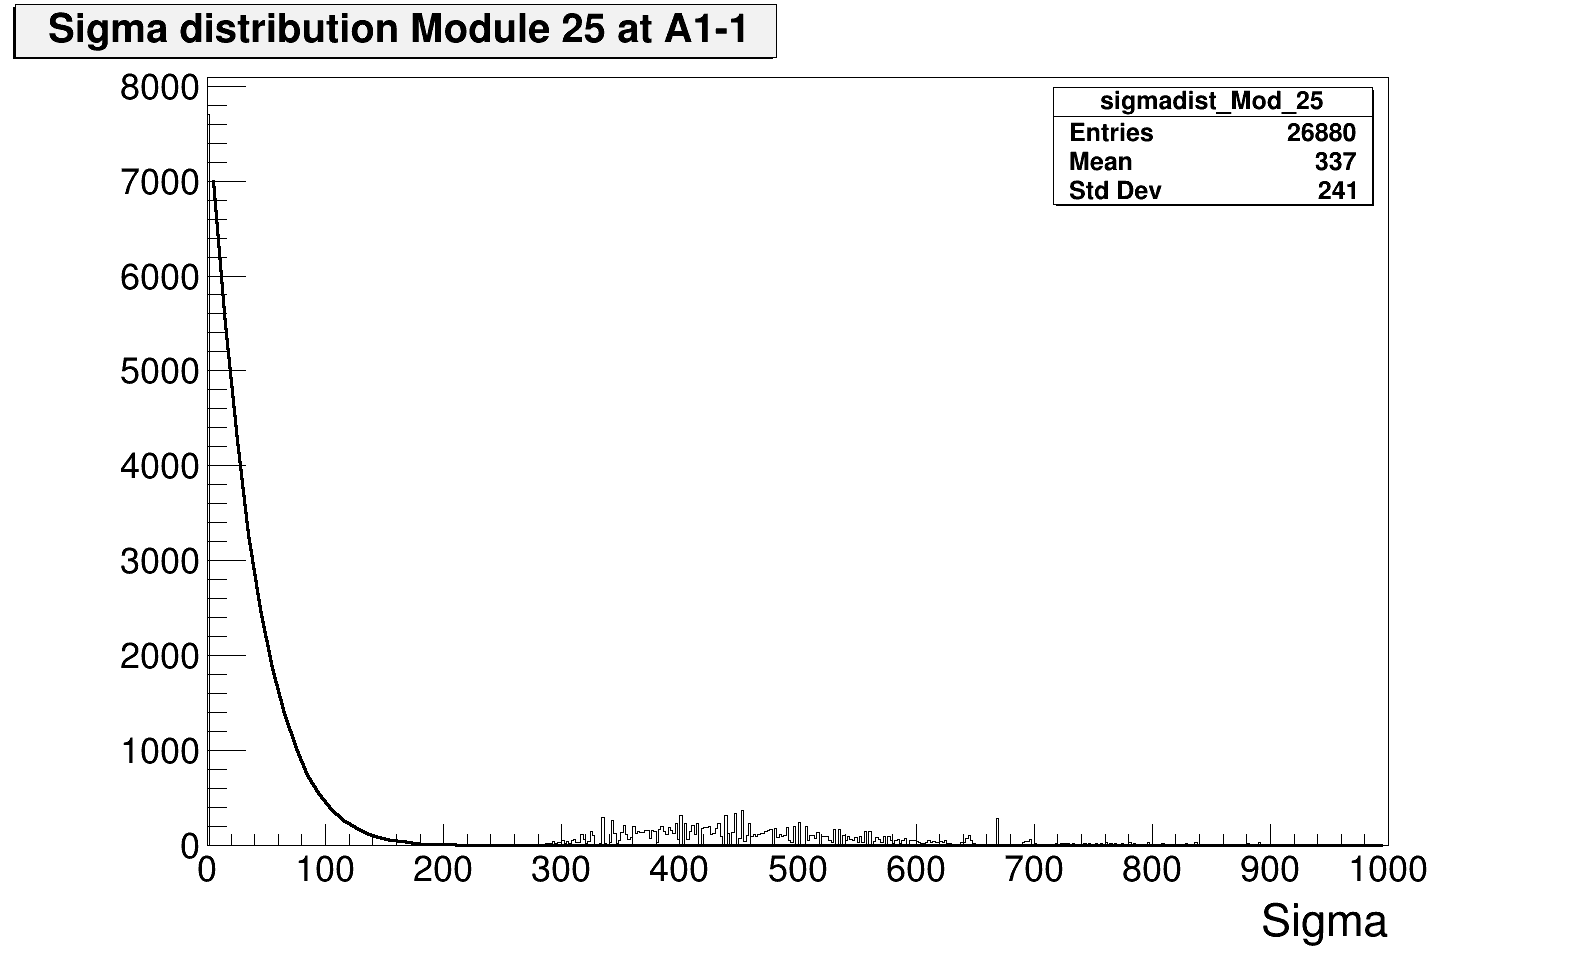 Sigma distribution Module 25 at A1-1
sigmadist_Mod_25
Entries 26880
Mean 337
Std Dev 241
8000
7000
6000
5000
4000
3000
2000
1000
0
0 100 200 300 400 500 600 700 800 900 1000
Sigma